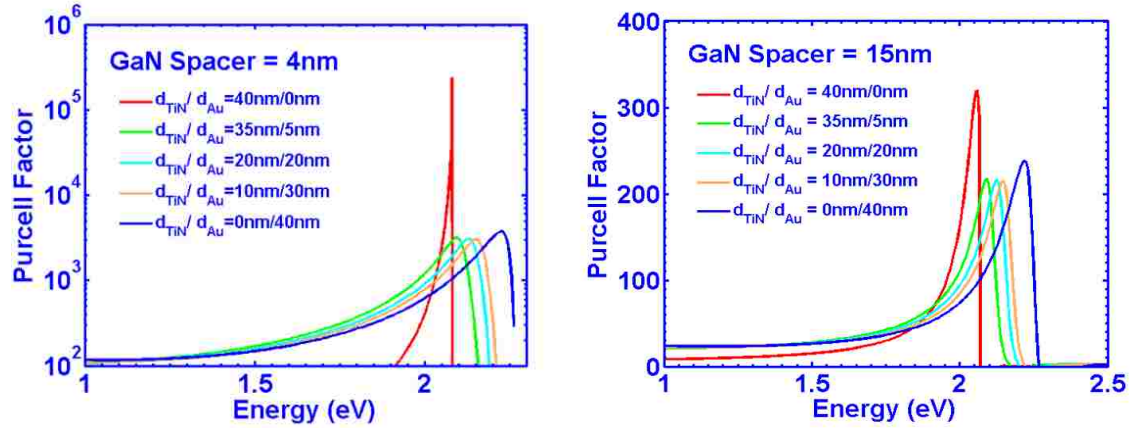 GaN Spacer = 4nm
d_TiN / d_Au =40nm/0nm
d_TiN / d_Au =35nm/5nm
d_TiN / d_Au =20nm/20nm
d_TiN / d_Au =10nm/30nm
d_TiN / d_Au =0nm/40nm
Purcell Factor
10^6
10^5
10^4
10^3
10^2
1
1.5
2
Energy (eV)
GaN Spacer = 15nm
d_TiN / d_Au = 40nm/0nm
d_TiN / d_Au = 35nm/5nm
d_TiN / d_Au = 20nm/20nm
d_TiN / d_Au = 10nm/30nm
d_TiN / d_Au = 0nm/40nm
Purcell Factor
400
300
200
100
0
1
1.5
2
2.5
Energy (eV)